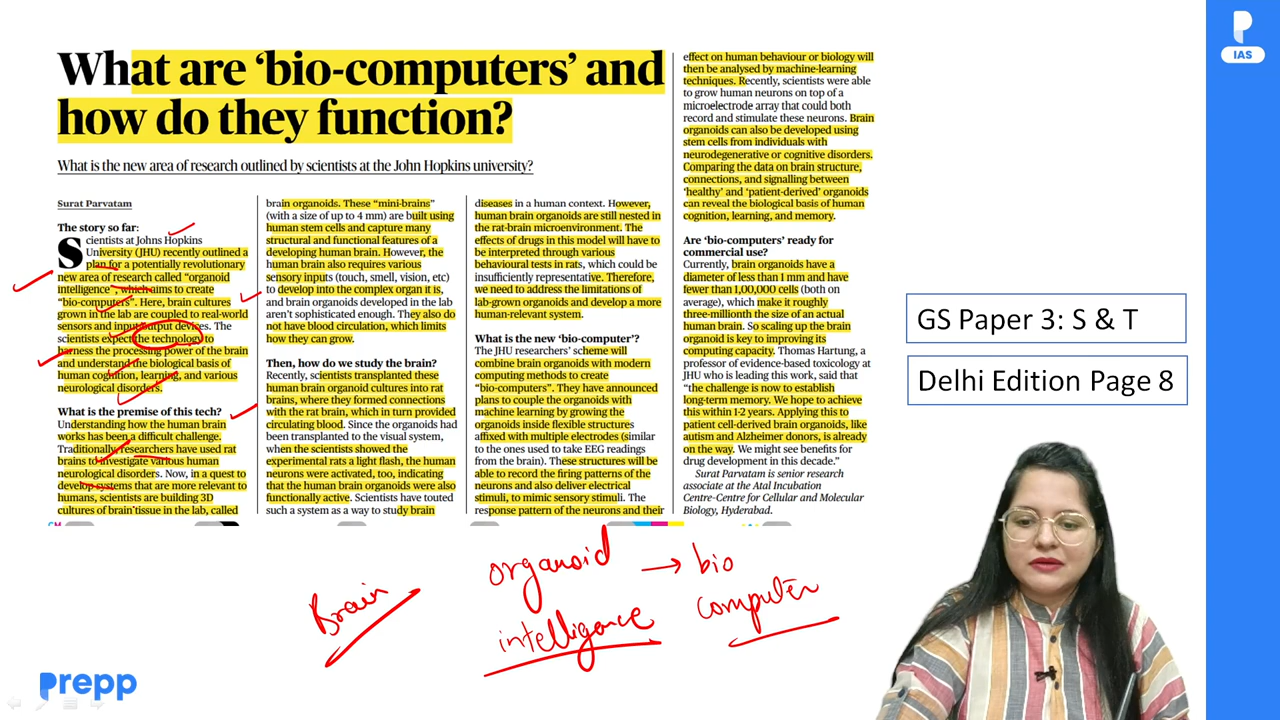 What are ‘bio-computers’ and
how do they function?
What is the new area of research outlined by scientists at the John Hopkins university?
Surat Parvatam
The story so far:
Scientists at Johns Hopkins
University (JHU) recently outlined a
plan for a potentially revolutionary
new area of research called “organoid
intelligence”, which aims to create
“bio-computers”. Here, brain cultures
grown in the lab are coupled to real-world
sensors and input/output devices. The
scientists expect the technology to
harness the processing power of the brain
and understand the biological basis of
human cognition, learning, and various
neurological disorders.
What is the premise of this tech?
Understanding how the human brain
works has been a difficult challenge.
Traditionally, researchers have used rat
brains to investigate various human
neurological disorders. Now, in a quest to
develop systems that are more relevant to
humans, scientists are building 3D
cultures of brain tissue in the lab, called
brain organoids. These “mini-brains”
(with a size of up to 4 mm) are built using
human stem cells and capture many
structural and functional features of a
developing human brain. However, the
human brain also requires various
sensory inputs (touch, smell, vision, etc)
to develop into the complex organ it is,
and brain organoids developed in the lab
aren’t sophisticated enough. They also do
not have blood circulation, which limits
how they can grow.
Then, how do we study the brain?
Recently, scientists transplanted these
human brain organoid cultures into rat
brains, where they formed connections
with the rat brain, which in turn provided
circulating blood. Since the organoids had
been transplanted to the visual system,
when the scientists showed the
experimental rats a light flash, the human
neurons were activated, too, indicating
that the human brain organoids were also
functionally active. Scientists have touted
such a system as a way to study brain
diseases in a human context. However,
human brain organoids are still nested in
the rat-brain microenvironment. The
effects of drugs in this model will have to
be interpreted through various
behavioural tests in rats, which could be
insufficiently representative. Therefore,
we need to address the limitations of
lab-grown organoids and develop a more
human-relevant system.
What is the new ‘bio-computer’?
The JHU researchers’ scheme will
combine brain organoids with modern
computing methods to create
“bio-computers”. They have announced
plans to couple the organoids with
machine learning by growing the
organoids inside flexible structures
affixed with multiple electrodes (similar
to the ones used to take EEG readings
from the brain). These structures will be
able to record the firing patterns of the
neurons and also deliver electrical
stimuli, to mimic sensory stimuli. The
response pattern of the neurons and their
effect on human behaviour or biology will
then be analysed by machine-learning
techniques. Recently, scientists were able
to grow human neurons on top of a
microelectrode array that could both
record and stimulate these neurons. Brain
organoids can also be developed using
stem cells from individuals with
neurodegenerative or cognitive disorders.
Comparing the data on brain structure,
connections, and signalling between
‘healthy’ and ‘patient-derived’ organoids
can reveal the biological basis of human
cognition, learning, and memory.
Are ‘bio-computers’ ready for
commercial use?
Currently, brain organoids have a
diameter of less than 1 mm and have
fewer than 1,00,000 cells (both on
average), which make it roughly
three-millionth the size of an actual
human brain. So scaling up the brain
organoid is key to improving its
computing capacity. Thomas Hartung, a
professor of evidence-based toxicology at
JHU who is leading this work, said that
“the challenge is now to establish
long-term memory. We hope to achieve
this within 1-2 years. Applying this to
patient cell-derived brain organoids, like
autism and Alzheimer donors, is already
on the way. We might see benefits for
drug development in this decade.”
Surat Parvatam is senior research
associate at the Atal Incubation
Centre-Centre for Cellular and Molecular
Biology, Hyderabad.
GS Paper 3: S & T
Delhi Edition Page 8
IAS
Brain
organoid → bio
intelligence computer
prepp